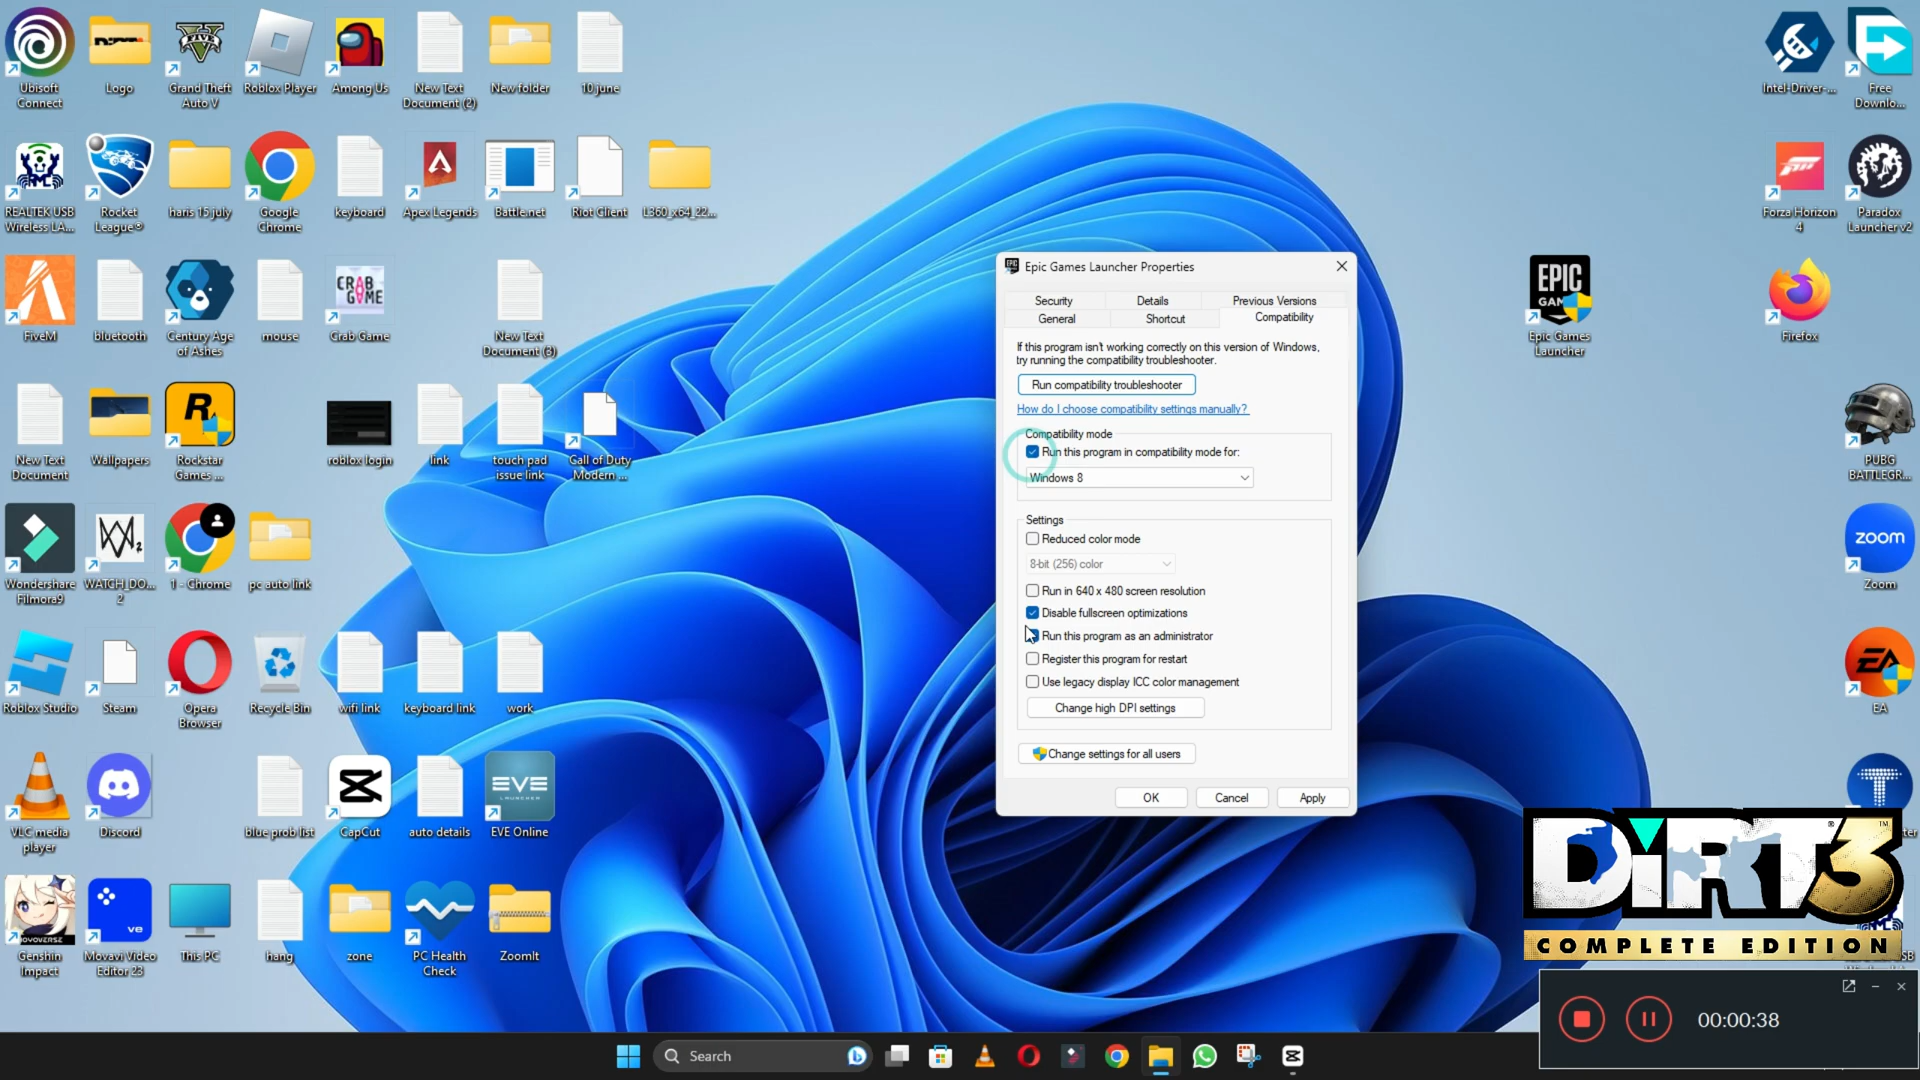 Ubisoft
Connect
Logo
Grand Theft
Auto V
Roblox Player
Among Us
New Text
Document (2)
New folder
10 june
Intel-Driver-...
Free
Downlo...
REALTEK USB
Wireless LA...
Rocket
League®
haris 15 july
Google
Chrome
keyboard
Apex Legends
Battle.net
Riot Client
L360_x64_22...
Forza Horizon
4
Paradox
Launcher v2
FiveM
bluetooth
Century Age
of Ashes
mouse
CRAB
GAME
Crab Game
New Text
Document (3)
EPIC
GAM
Epic Games
Launcher
Firefox
New Text
Document
Wallpapers
Rockstar
Games ...
roblox login
link
touch pad
issue link
Call of Duty
Modern ...
PUBG
BATTLEGR...
Wondershare
Filmora9
WATCH_DO...
2
1 - Chrome
pc auto link
zoom
Zoom
Roblox Studio
Steam
Opera
Browser
Recycle Bin
wifi link
keyboard link
work
EA
EA
VLC media
player
Discord
blue prob list
CapCut
auto details
EVE
LAUNCHER
EVE Online
Genshin
Impact
ve
Movavi Video
Editor 23
This PC
hang
zone
PC Health
Check
ZoomIt
Epic Games Launcher Properties
Security
Details
Previous Versions
General
Shortcut
Compatibility
If this program isn't working correctly on this version of Windows,
try running the compatibility troubleshooter.
Run compatibility troubleshooter
How do I choose compatibility settings manually?
Compatibility mode
Run this program in compatibility mode for:
Windows 8
Settings
Reduced color mode
8-bit (256) color
Run in 640 x 480 screen resolution
Disable fullscreen optimizations
Run this program as an administrator
Register this program for restart
Use legacy display ICC color management
Change high DPI settings
Change settings for all users
OK
Cancel
Apply
DiRT3
COMPLETE EDITION
00:00:38
Search